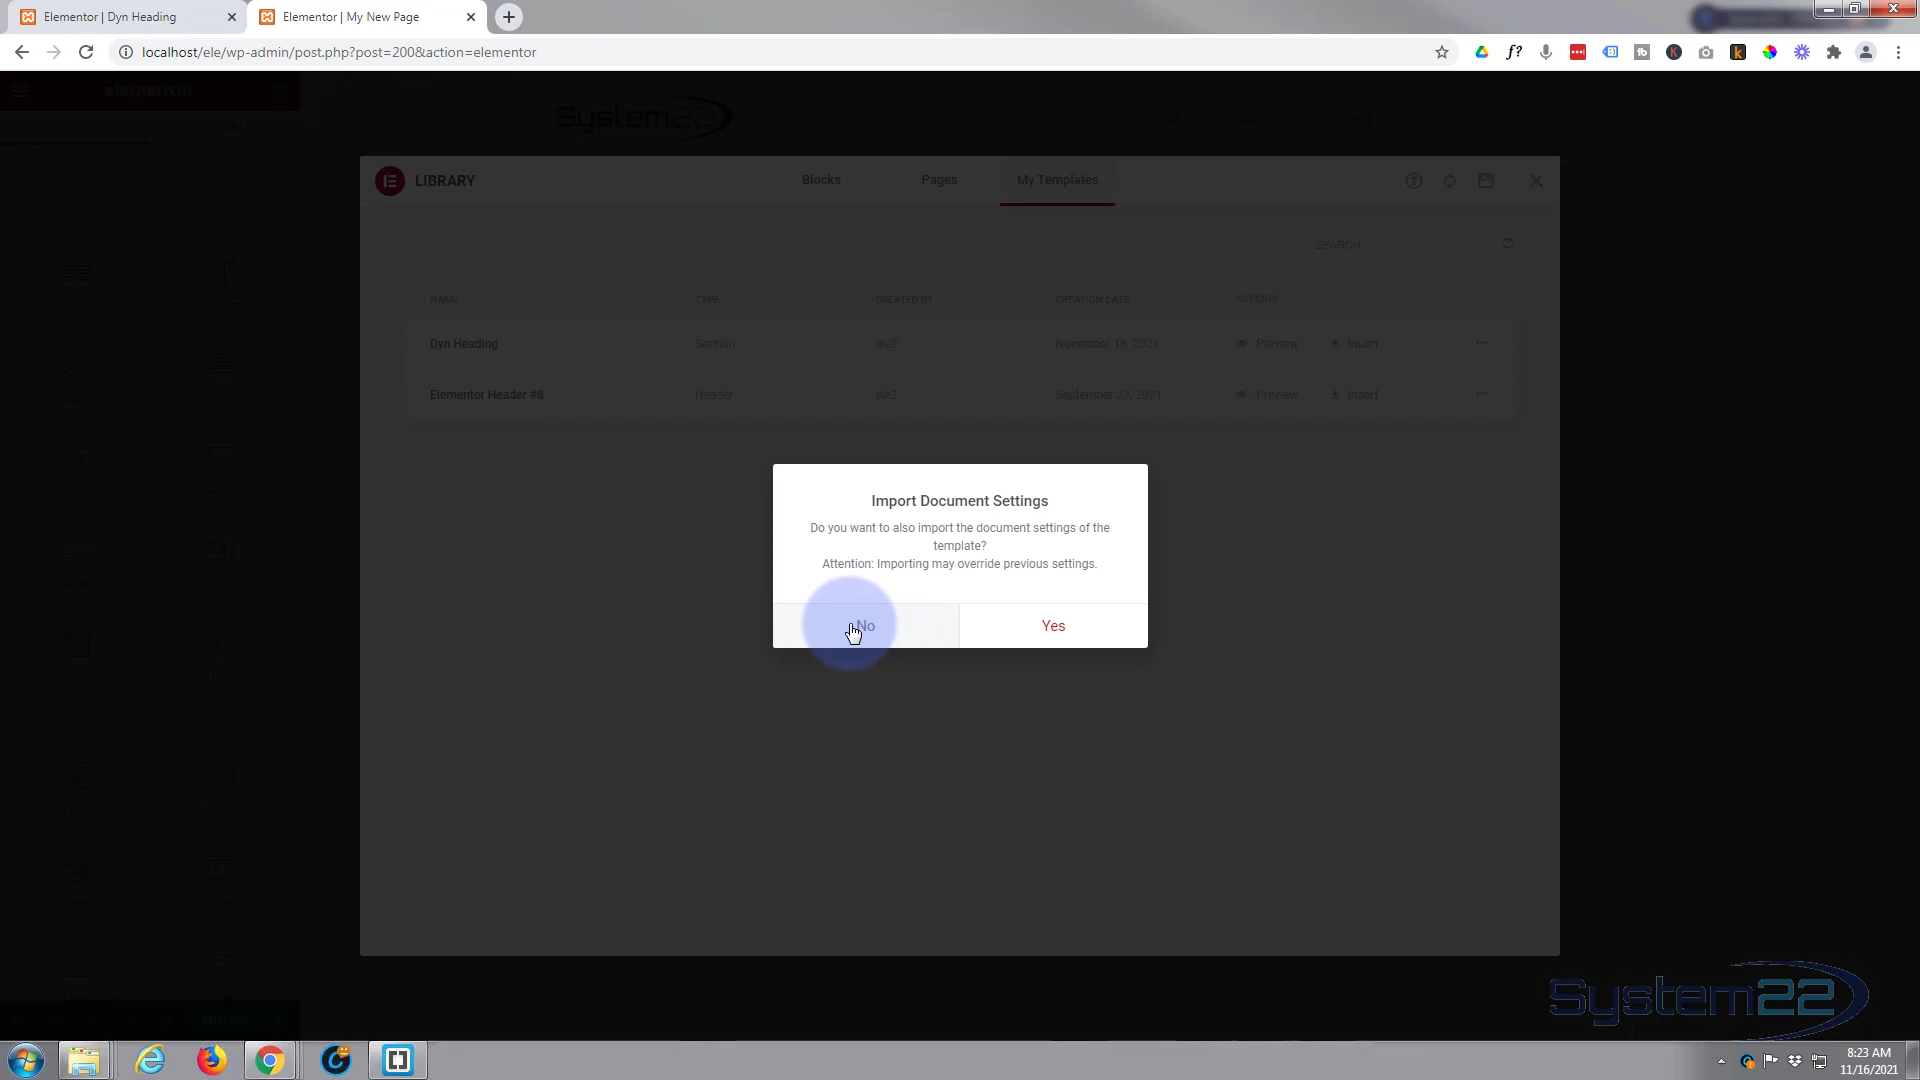 Elementor | Dyn Heading
Elementor | My New Page
localhost/ele/wp-admin/post.php?post=200&action=elementor
elementor
System22
LIBRARY
Blocks
Pages
My Templates
SEARCH
NAME TYPE CREATED BY CREATION DATE ACTIONS
Dyn Heading Section ele2 November 16, 2021 Preview Insert
Elementor Header #8 Header ele2 September 27, 2021 Preview Insert
Import Document Settings
Do you want to also import the document settings of the
template?
Attention: Importing may override previous settings.
No
Yes
System22
8:23 AM
11/16/2021